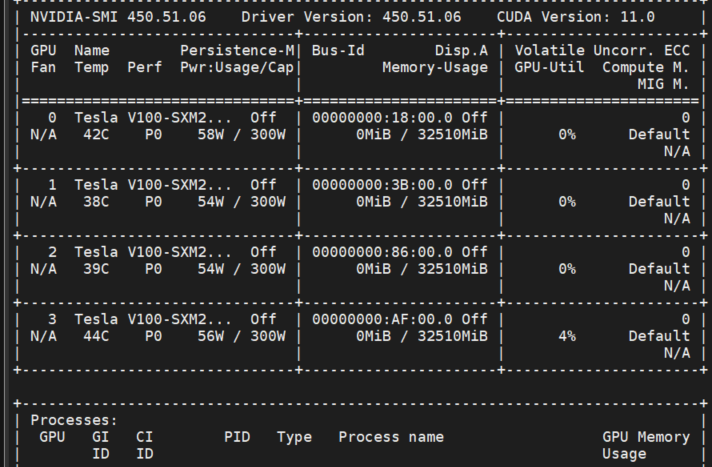 NVIDIA-SMI 450.51.06    Driver Version: 450.51.06    CUDA Version: 11.0
GPU  Name        Persistence-M| Bus-Id        Disp.A | Volatile Uncorr. ECC
Fan  Temp  Perf  Pwr:Usage/Cap|         Memory-Usage | GPU-Util  Compute M.
MIG M.
0  Tesla V100-SXM2...  Off  | 00000000:18:00.0 Off |                    0
N/A   42C    P0    58W / 300W |      0MiB / 32510MiB |      0%      Default
N/A
1  Tesla V100-SXM2...  Off  | 00000000:3B:00.0 Off |                    0
N/A   38C    P0    54W / 300W |      0MiB / 32510MiB |      0%      Default
N/A
2  Tesla V100-SXM2...  Off  | 00000000:86:00.0 Off |                    0
N/A   39C    P0    54W / 300W |      0MiB / 32510MiB |      0%      Default
N/A
3  Tesla V100-SXM2...  Off  | 00000000:AF:00.0 Off |                    0
N/A   44C    P0    56W / 300W |      0MiB / 32510MiB |      4%      Default
N/A
Processes:
GPU   GI   CI        PID   Type   Process name                  GPU Memory
ID   ID                                                   Usage